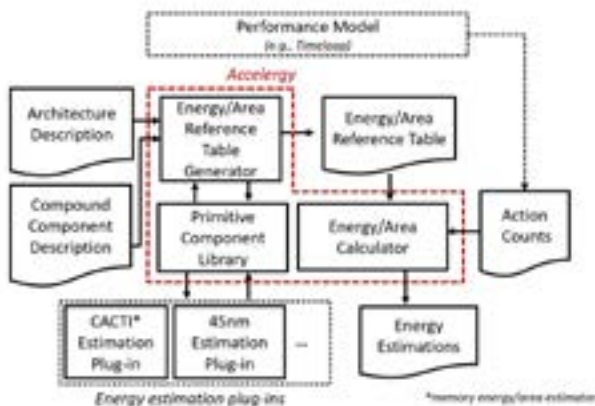 Performance Model
(e.g., Timeloop)
Accelergy
Architecture
Description
Energy/Area
Reference
Table
Generator
Energy/Area
Reference Table
Compound
Component
Description
Primitive
Component
Library
Energy/Area
Calculator
Action
Counts
CACTI*
Estimation
Plug-in
45nm
Estimation
Plug-in
...
Energy
Estimations
Energy estimation plug-ins
*memory energy/area estimator